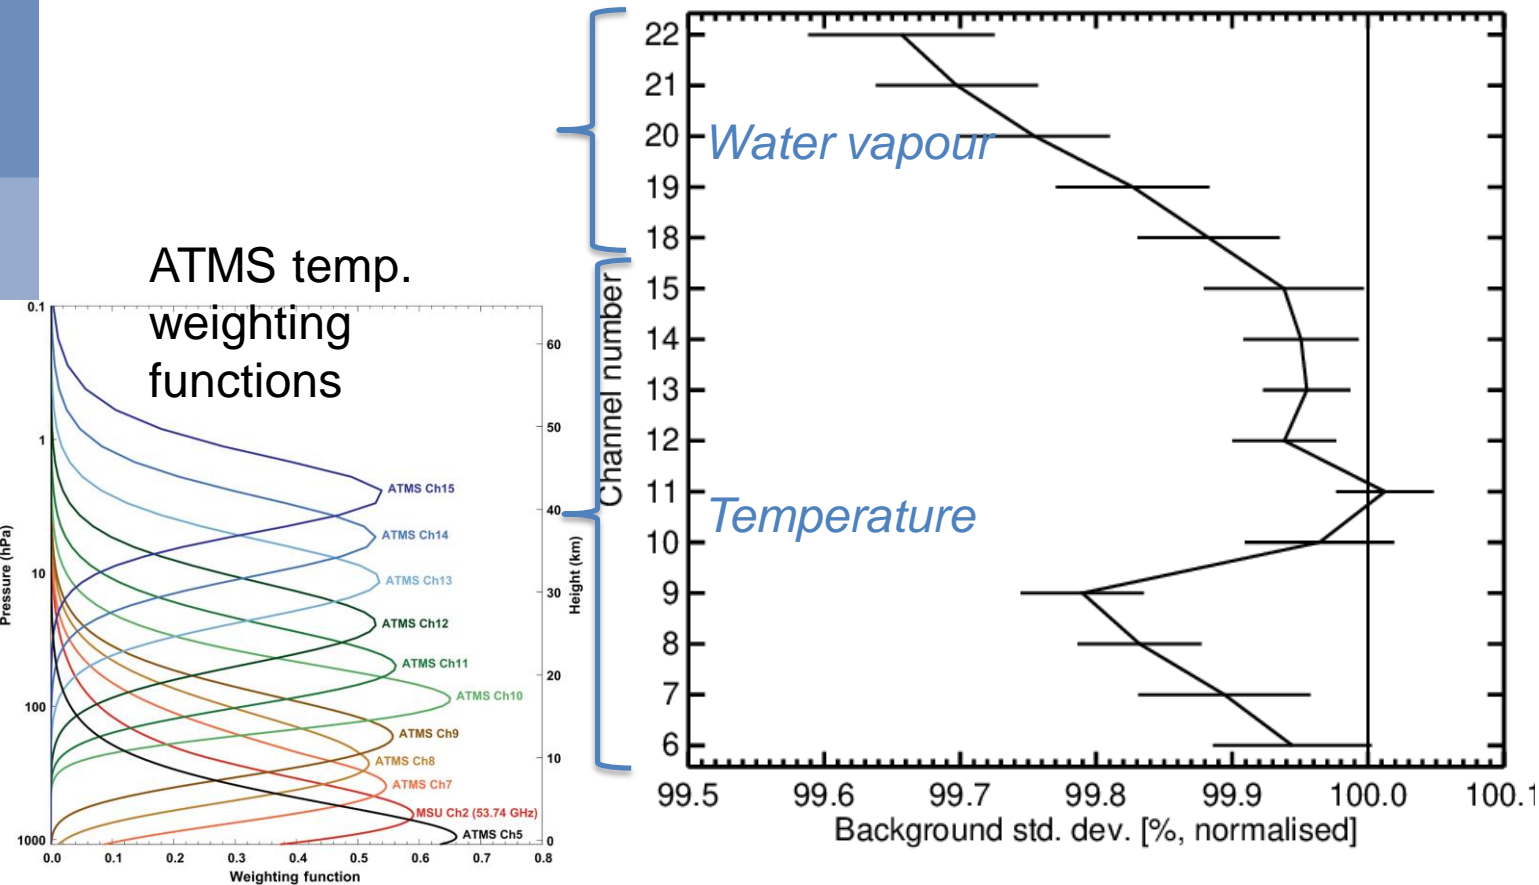 ATMS temp.
weighting
functions
0.1
1
10
100
1000
Pressure (hPa)
60
50
40
30
20
10
0
Height (km)
ATMS Ch15
ATMS Ch14
ATMS Ch13
ATMS Ch12
ATMS Ch11
ATMS Ch10
ATMS Ch9
ATMS Ch8
ATMS Ch7
MSU Ch2 (53.74 GHz)
ATMS Ch5
0.0 0.1 0.2 0.3 0.4 0.5 0.6 0.7 0.8
Weighting function
Water vapour
Temperature
Channel number
22
21
20
19
18
15
14
13
12
11
10
9
8
7
6
99.5 99.6 99.7 99.8 99.9 100.0 100.1
Background std. dev. [%, normalised]